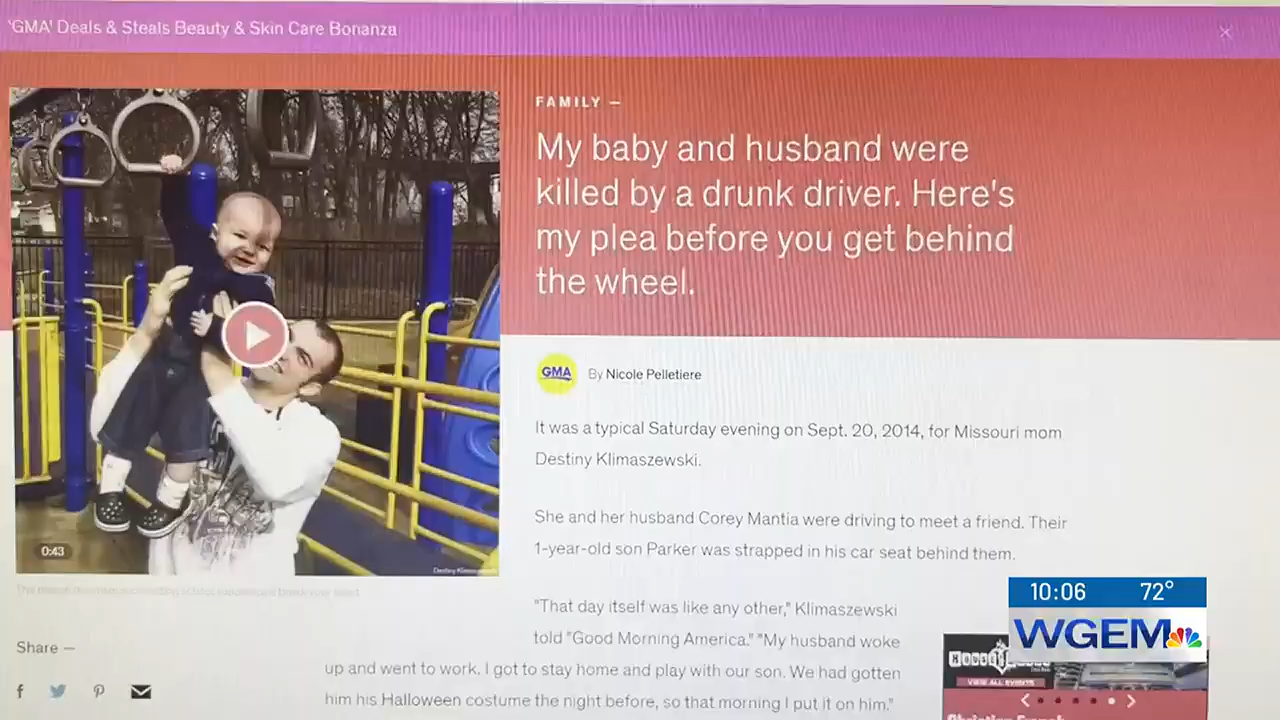 'GMA' Deals & Steals Beauty & Skin Care Bonanza
FAMILY —
My baby and husband were
killed by a drunk driver. Here's
my plea before you get behind
the wheel.
GMA
By Nicole Pelletiere
It was a typical Saturday evening on Sept. 20, 2014, for Missouri mom
Destiny Klimaszewski.
She and her husband Corey Mantia were driving to meet a friend. Their
1-year-old son Parker was strapped in his car seat behind them.
"That day itself was like any other," Klimaszewski
told "Good Morning America." "My husband woke
up and went to work. I got to stay home and play with our son. We had gotten
him his Halloween costume the night before, so that morning I put it on him."
0:43
Destiny Klimaszewski
Share —
10:06 72°
WGEM
VIEW ALL EVENTS